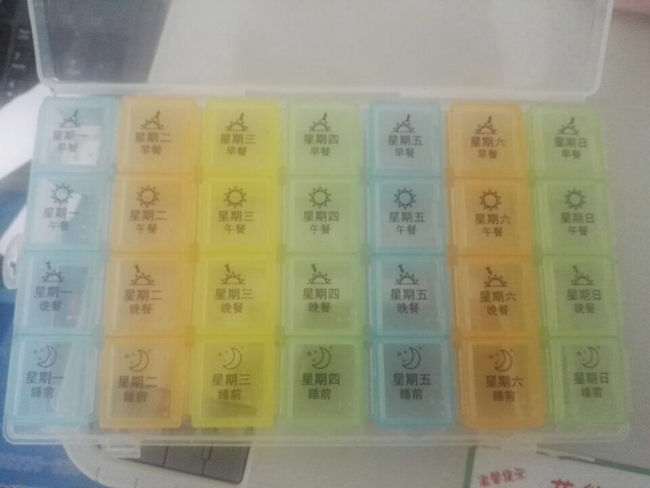 星期一 星期二 星期三 星期四 星期五 星期六 星期日
早餐 早餐 早餐 早餐 早餐 早餐 早餐
星期一 星期二 星期三 星期四 星期五 星期六 星期日
午餐 午餐 午餐 午餐 午餐 午餐 午餐
星期一 星期二 星期三 星期四 星期五 星期六 星期日
晚餐 晚餐 晚餐 晚餐 晚餐 晚餐 晚餐
星期一 星期二 星期三 星期四 星期五 星期六 星期日
睡前 睡前 睡前 睡前 睡前 睡前 睡前
温馨提示